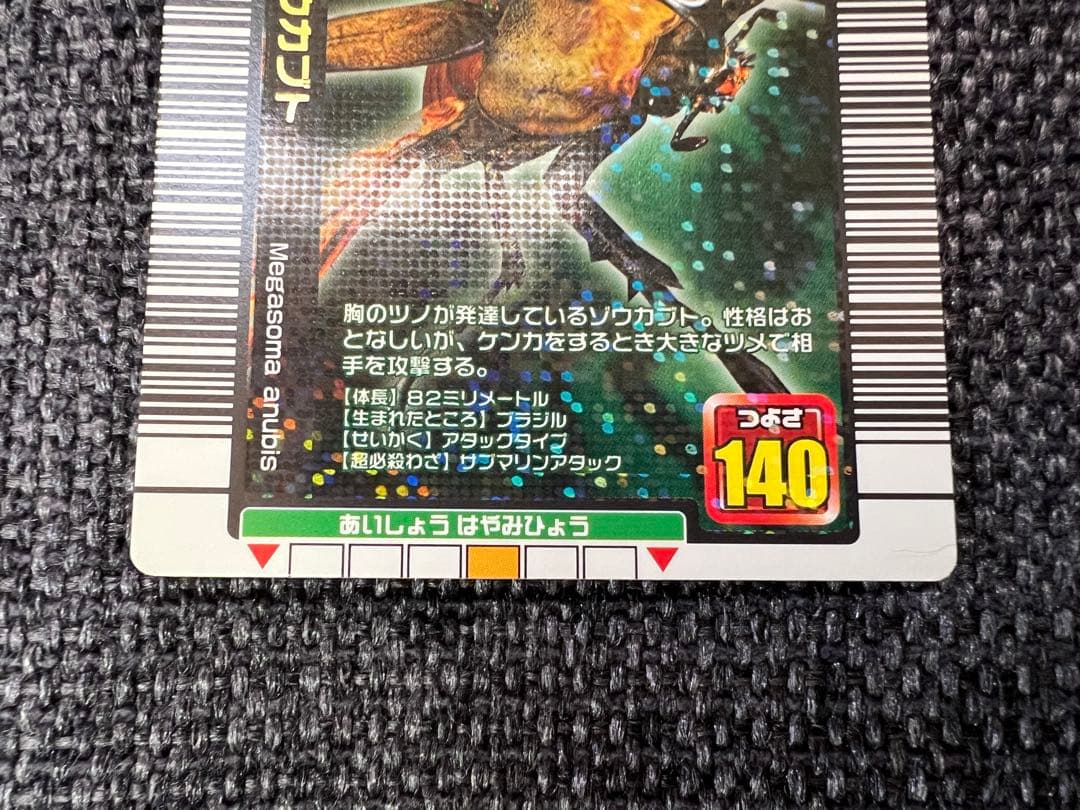 ウカブト
Megasoma anubis
胸のツノが発達しているゾウカブト。性格はお
となしいが、ケンカをするとき大きなツメで相
手を攻撃する。
【体長】82ミリメートル
【生まれたところ】ブラジル
【せいかく】アタックタイプ
【超必殺わざ】サブマリンアタック
つよさ
140
あいしょう はやみひょう